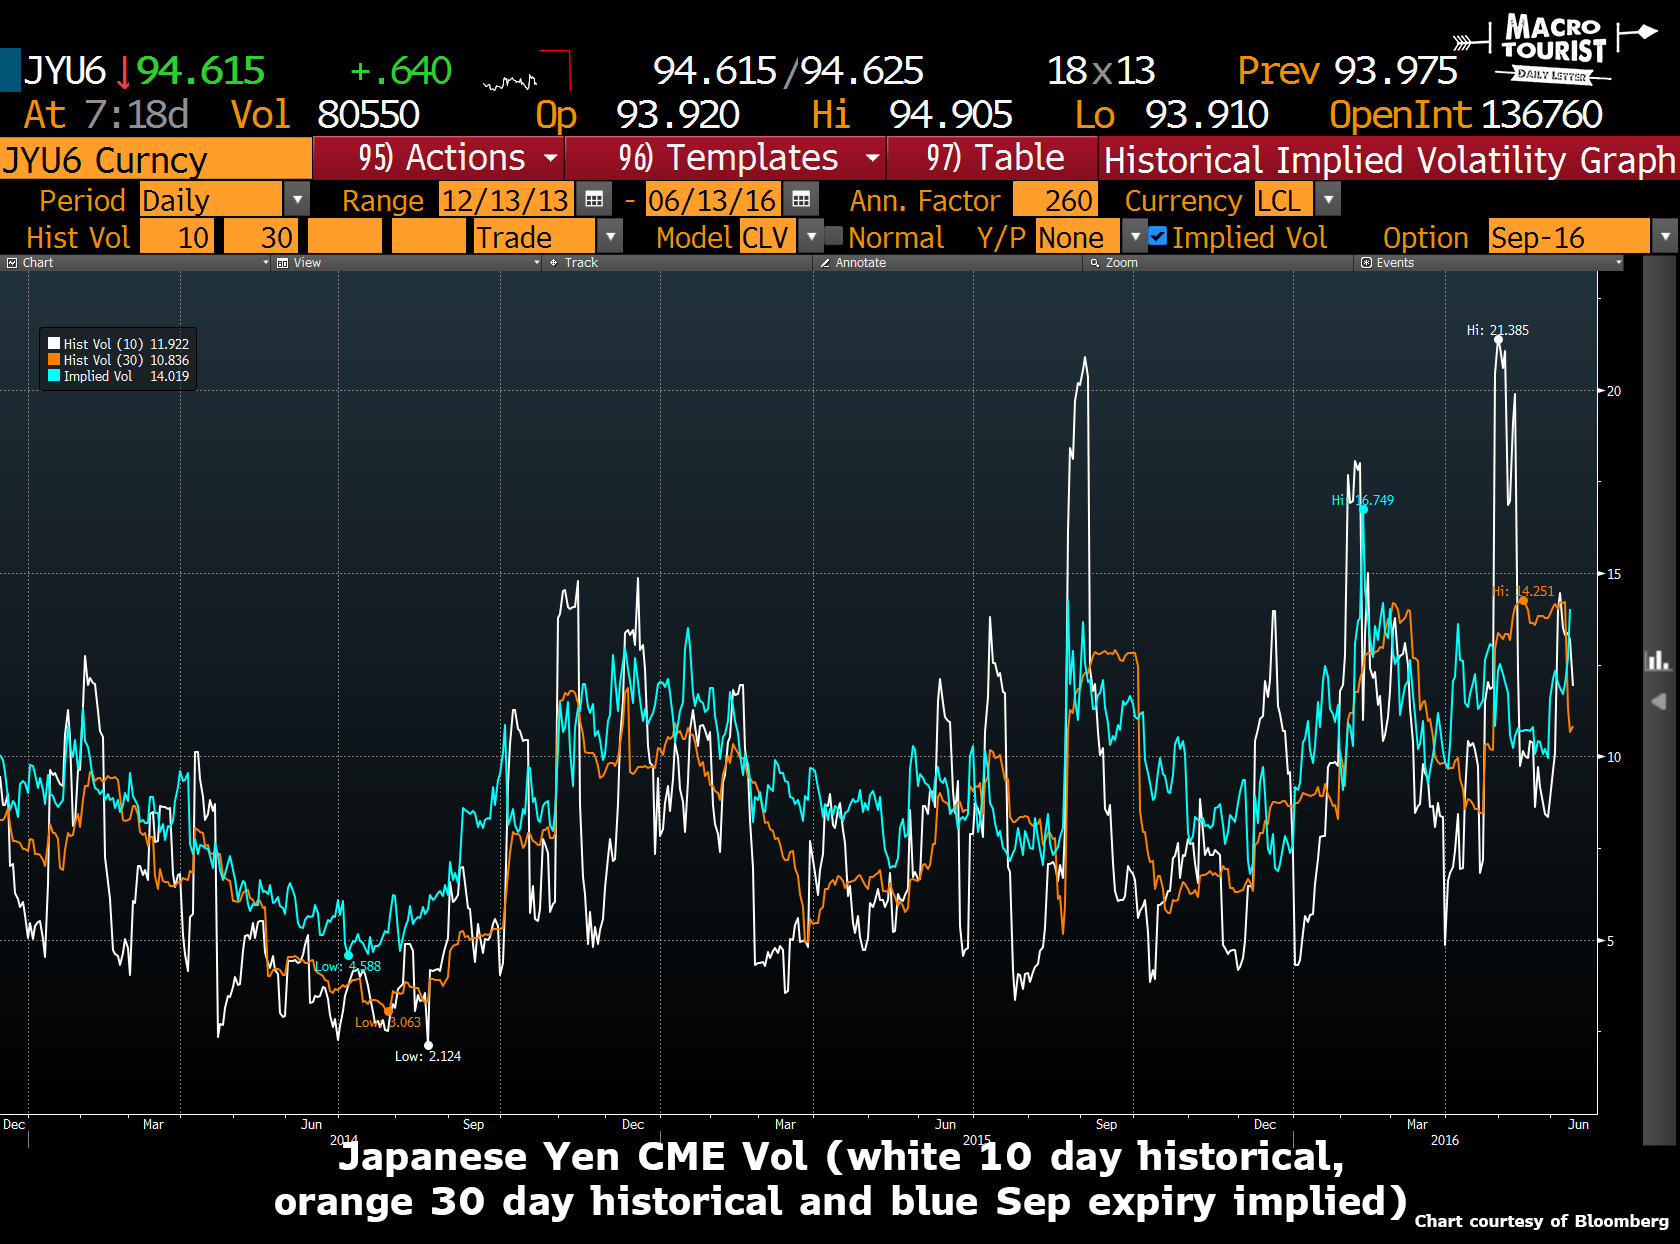 MACRO
TOURIST
DAILY LETTER
JYU6 ↓94.615 +.640 94.615/94.625 18x13 Prev 93.975
At 7:18d Vol 80550 Op 93.920 Hi 94.905 Lo 93.910 OpenInt 136760
JYU6 Curncy 95) Actions 96) Templates 97) Table Historical Implied Volatility Graph
Period Daily Range 12/13/13 - 06/13/16 Ann. Factor 260 Currency LCL
Hist Vol 10 30 Trade Model CLV Normal Y/P None Implied Vol Option Sep-16
Chart View Track Annotate Zoom Events
Hi: 21.385
Hist Vol (10) 11.922
Hist Vol (30) 10.836
Implied Vol 14.019
20
Hi: 16.749
15
Hi: 14.251
10
5
Low: 4.588
Low: 3.063
Low: 2.124
Dec Mar Jun Sep Dec Mar Jun Sep Dec Mar Jun
2014 2015 2016
Japanese Yen CME Vol (white 10 day historical,
orange 30 day historical and blue Sep expiry implied)
Chart courtesy of Bloomberg